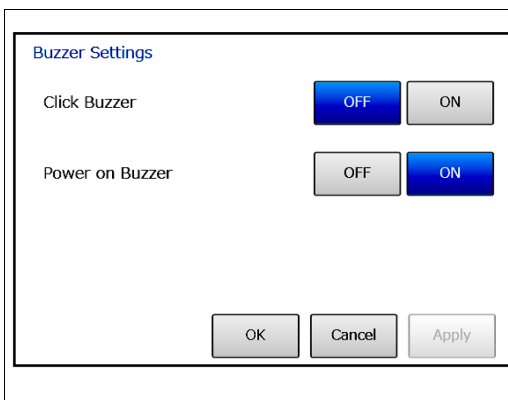 Buzzer Settings
Click Buzzer OFF ON
Power on Buzzer OFF ON
OK Cancel Apply